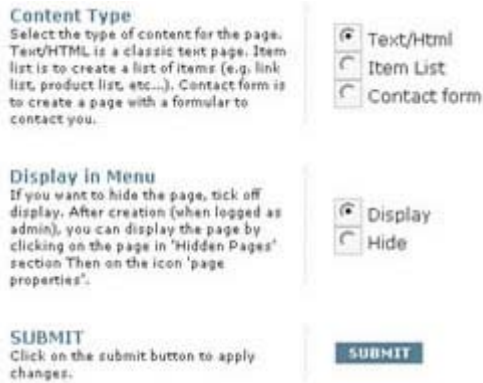 Content Type
Select the type of content for the page.
Text/HTML is a classic text page. Item
list is to create a list of items (e.g. link
list, product list, etc...). Contact form is
to create a page with a formular to
contact you.
Text/Html
Item List
Contact form
Display in Menu
If you want to hide the page, tick off
display. After creation (when logged as
admin), you can display the page by
clicking on the page in 'Hidden Pages'
section Then on the icon 'page
properties'.
Display
Hide
SUBMIT
Click on the submit button to apply
changes.
SUBMIT